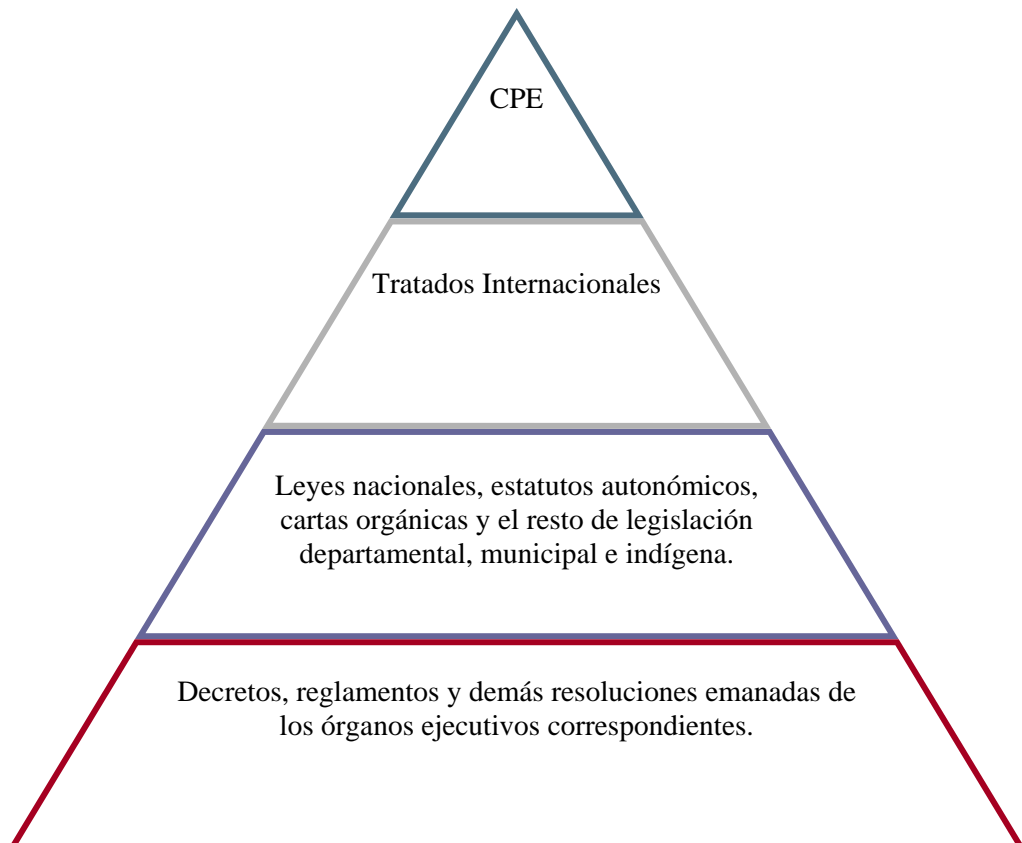 CPE
Tratados Internacionales
Leyes nacionales, estatutos autonómicos,
cartas orgánicas y el resto de legislación
departamental, municipal e indígena.
Decretos, reglamentos y demás resoluciones emanadas de
los órganos ejecutivos correspondientes.